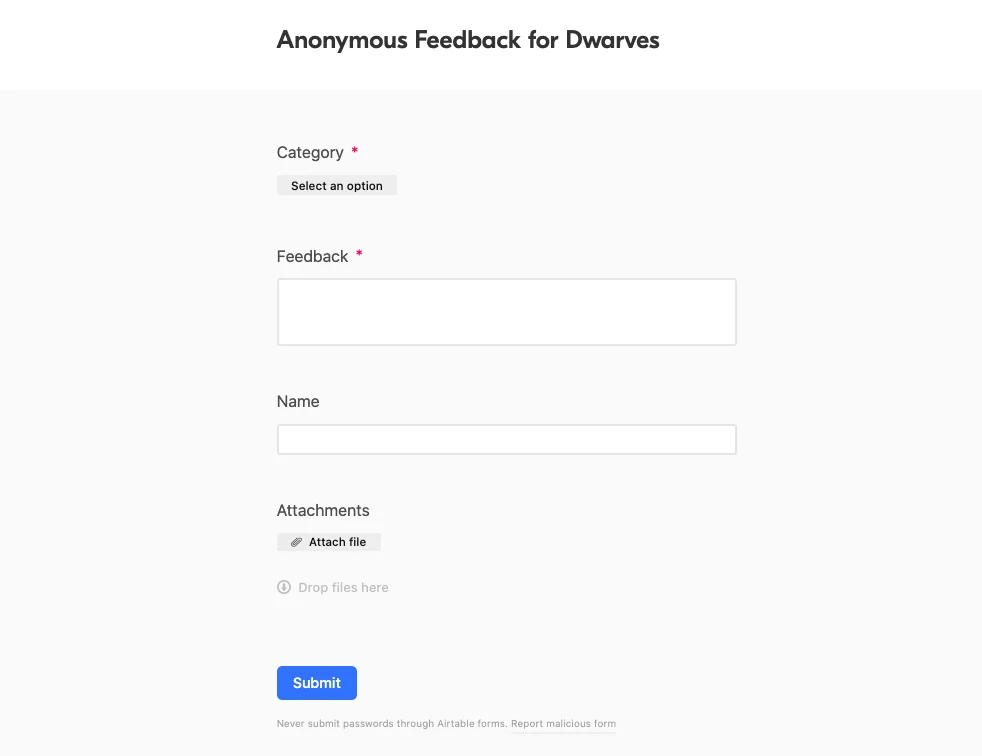 Anonymous Feedback for Dwarves
Category *
Select an option
Feedback *
Name
Attachments
Attach file
Drop files here
Submit
Never submit passwords through Airtable forms. Report malicious form